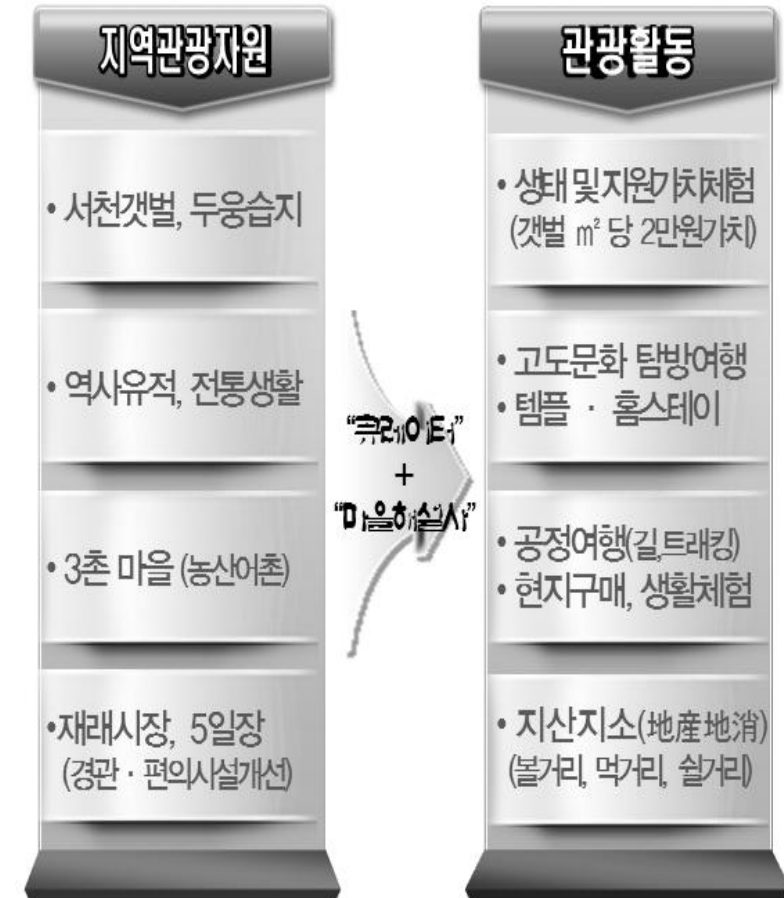 지역관광자원
• 서천갯벌, 두웅습지
• 역사유적, 전통생활
• 3촌 마을 (농산어촌)
•재래시장, 5일장
(경관 · 편의시설개선)
“큐레이터”
+
“마을해설사”
관광활동
• 생태 및 자원가치체험
(갯벌 ㎡ 당 2만원가치)
• 고도문화 탐방여행
• 템플 · 홈스테이
• 공정여행(길,트래킹)
• 현지구매, 생활체험
• 지산지소(地産地消)
(볼거리, 먹거리, 쉴거리)